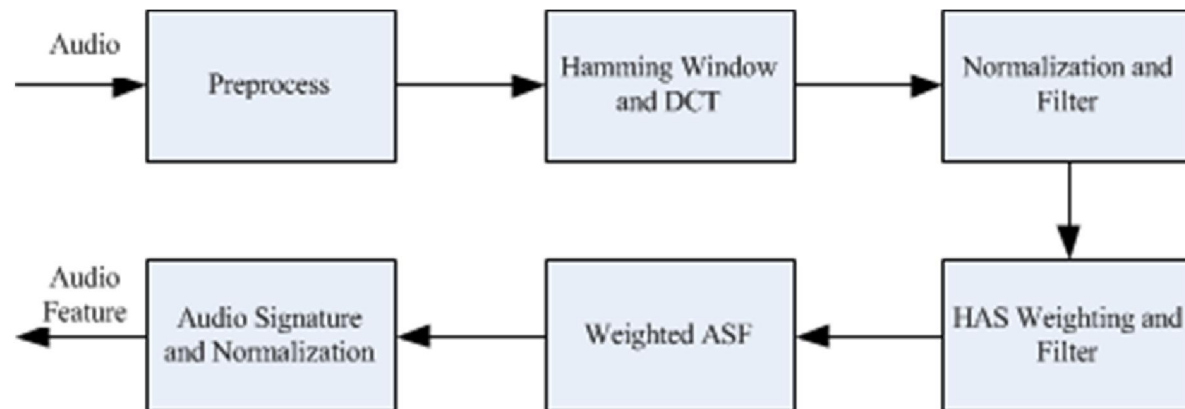 Audio
Preprocess
Hamming Window
and DCT
Normalization and
Filter
HAS Weighting and
Filter
Weighted ASF
Audio Signature
and Normalization
Audio
Feature